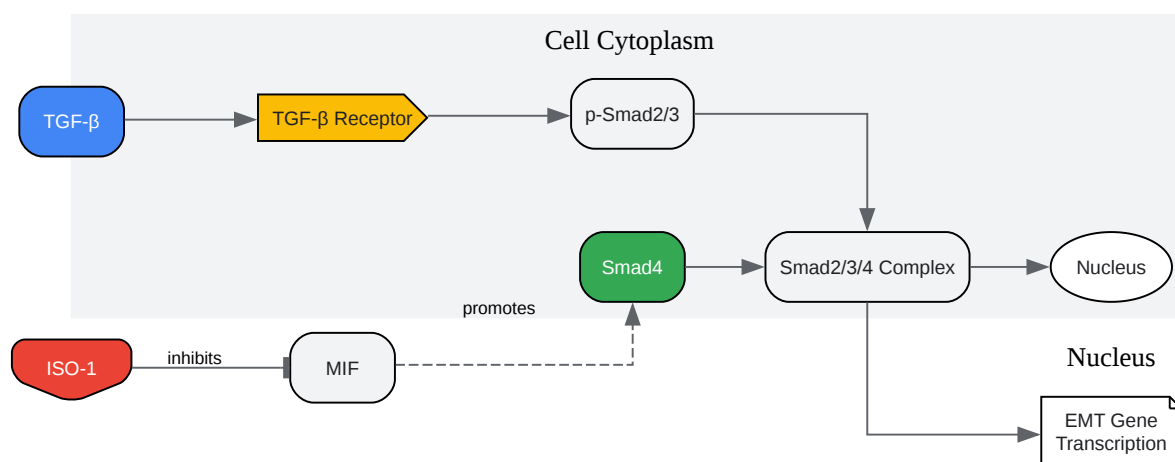 Cell Cytoplasm
TGF-β
TGF-β Receptor
p-Smad2/3
Smad4
Smad2/3/4 Complex
Nucleus
promotes
ISO-1
inhibits
MIF
Nucleus
EMT Gene
Transcription